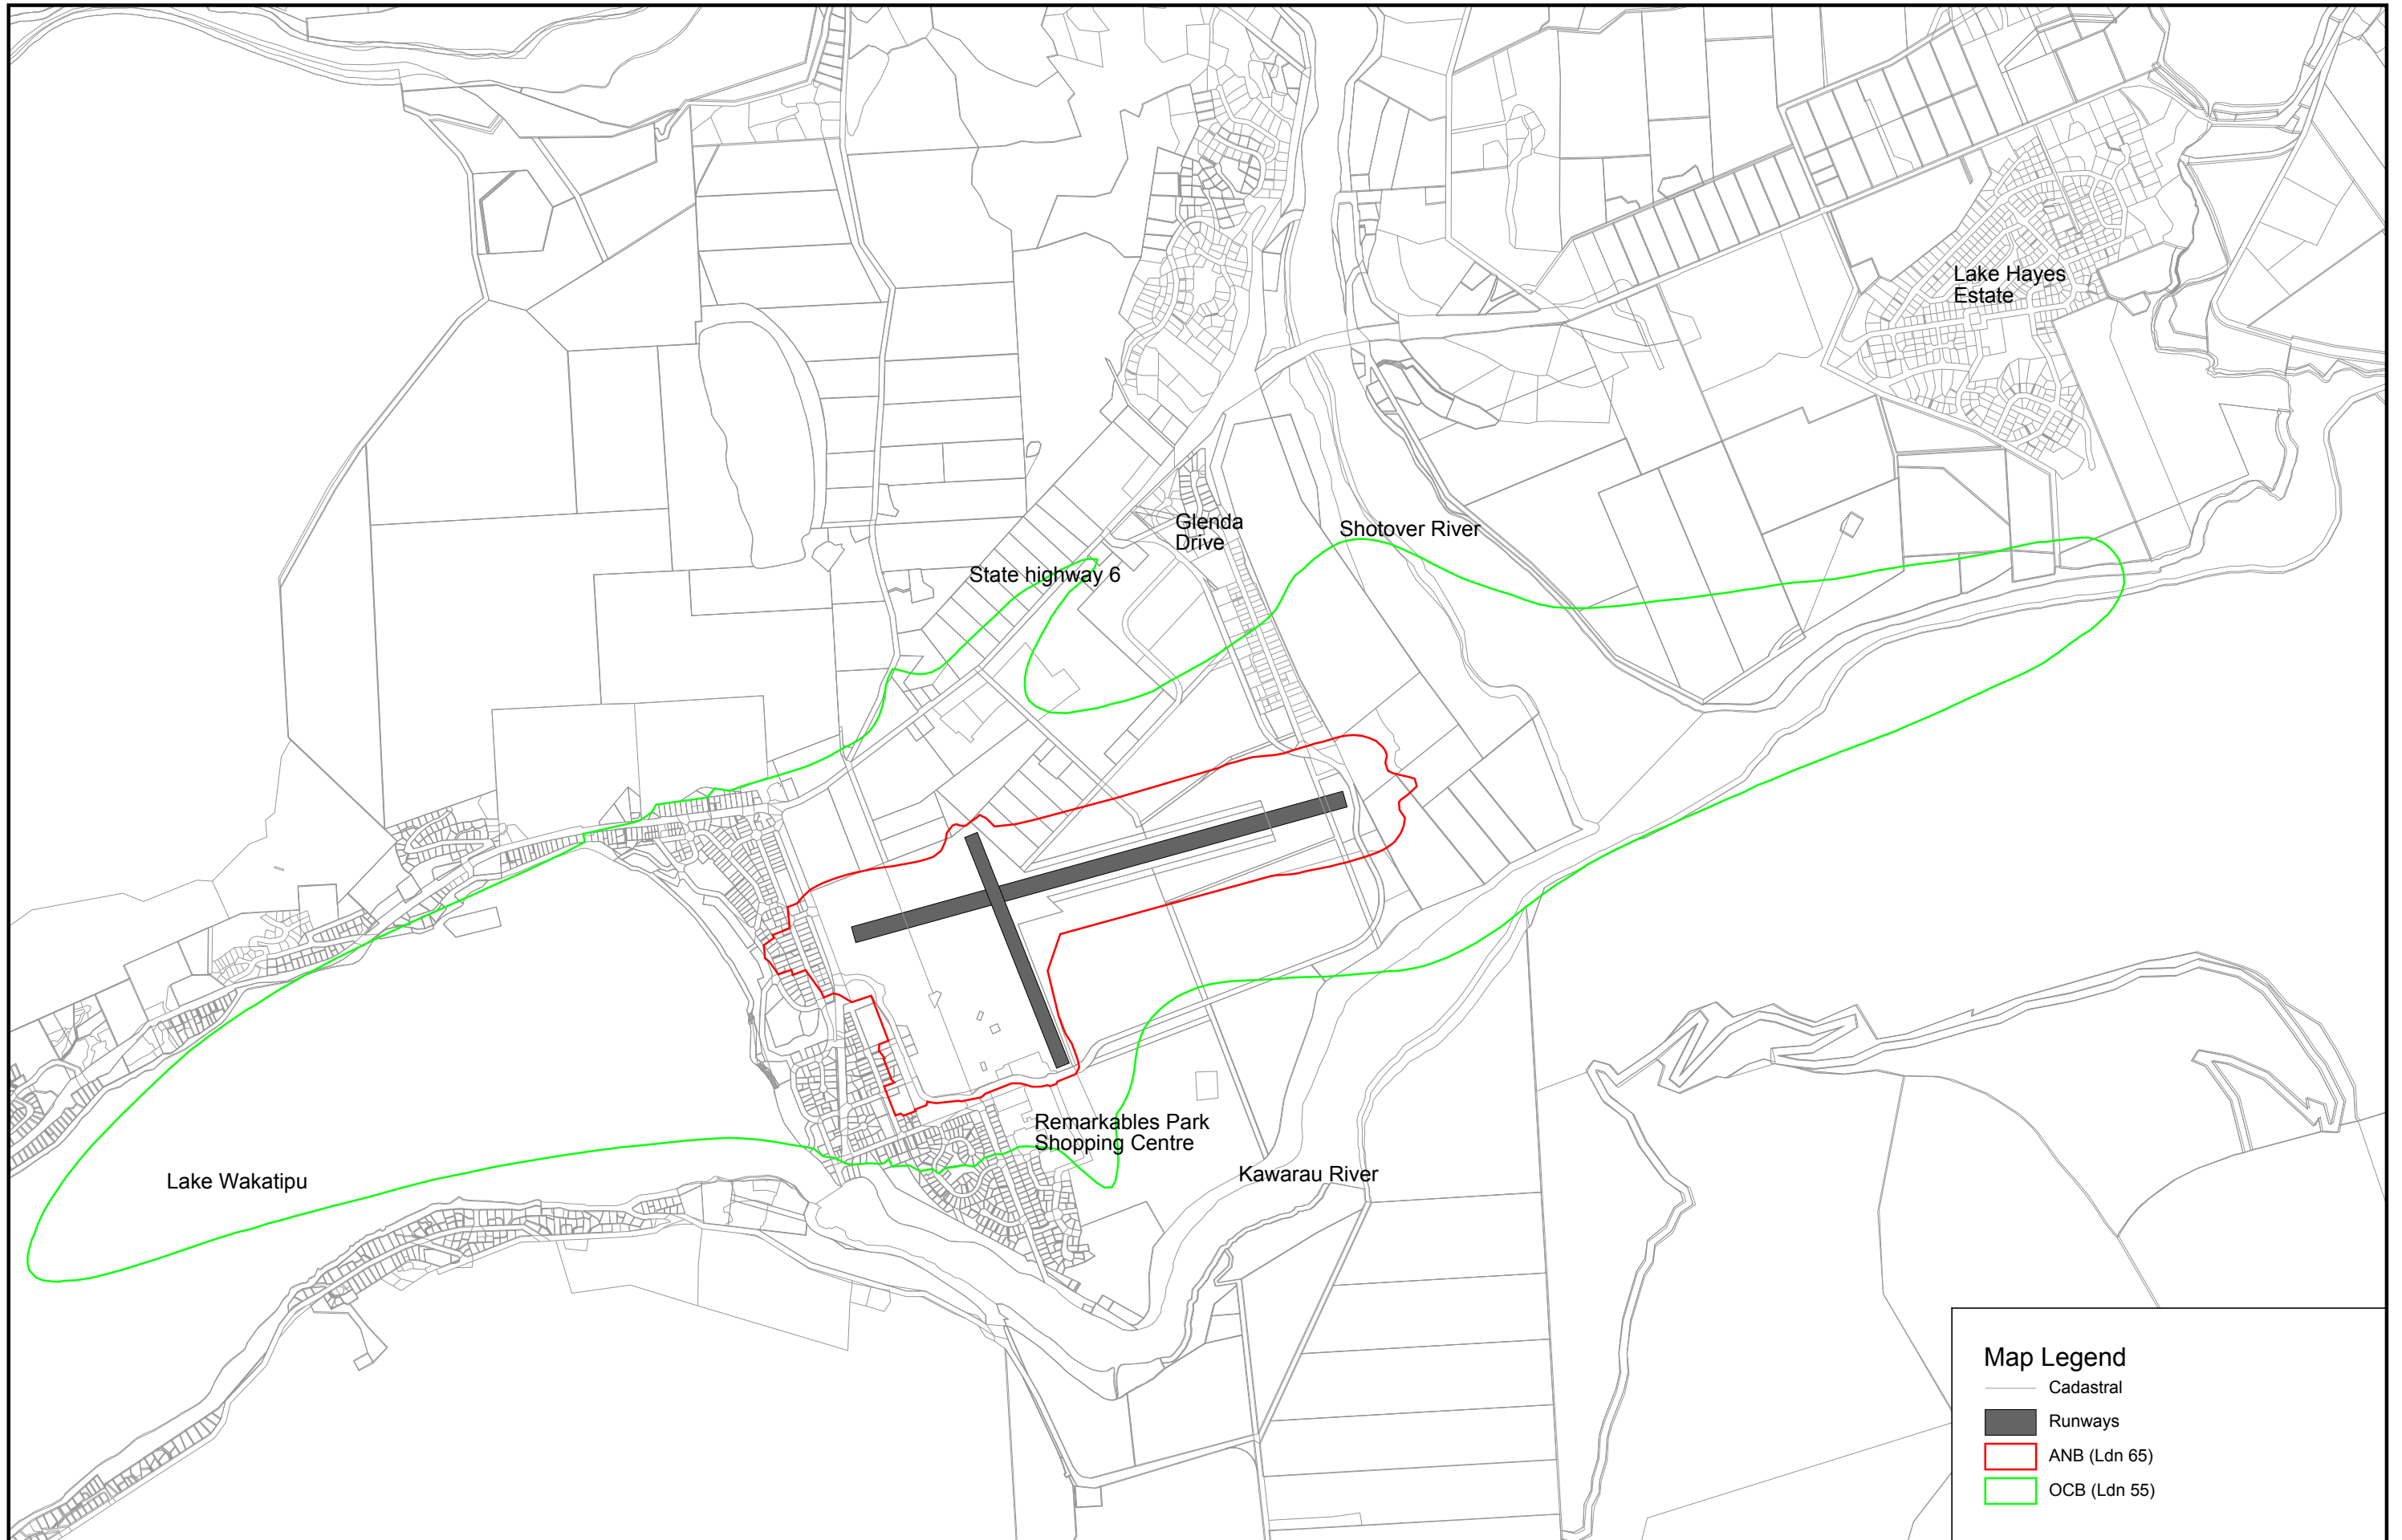 Lake Hayes
Estate
Glenda
Drive
Shotover River
State highway 6
Remarkables Park
Shopping Centre
Kawarau River
Lake Wakatipu
Map Legend
Cadastral
Runways
ANB (Ldn 65)
OCB (Ldn 55)